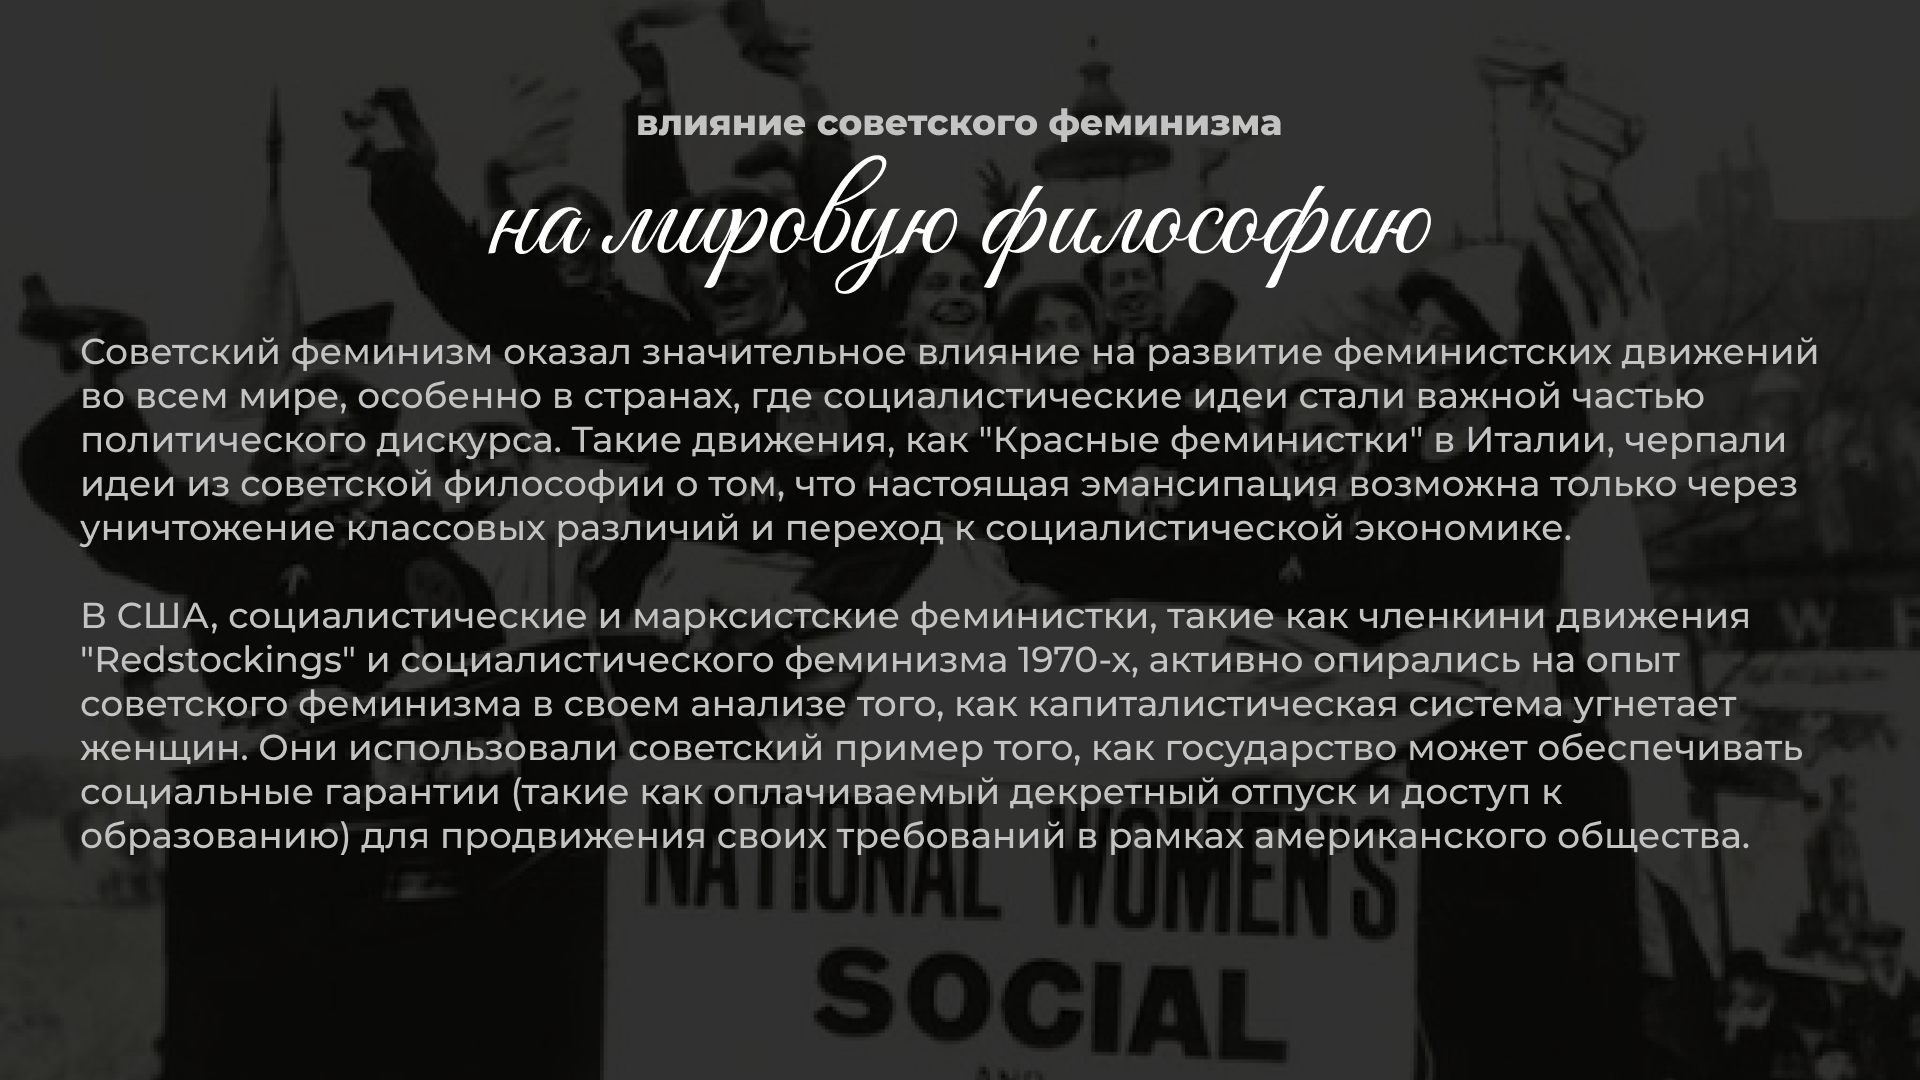 влияние советского феминизма
на мировую философию
Советский феминизм оказал значительное влияние на развитие феминистских движений
во всем мире, особенно в странах, где социалистические идеи стали важной частью
политического дискурса. Такие движения, как "Красные феминистки" в Италии, черпали
идеи из советской философии о том, что настоящая эмансипация возможна только через
уничтожение классовых различий и переход к социалистической экономике.
В США, социалистические и марксистские феминистки, такие как членкини движения
"Redstockings" и социалистического феминизма 1970-х, активно опирались на опыт
советского феминизма в своем анализе того, как капиталистическая система угнетает
женщин. Они использовали советский пример того, как государство может обеспечивать
социальные гарантии (такие как оплачиваемый декретный отпуск и доступ к
образованию) для продвижения своих требований в рамках американского общества.
NATIONAL WOMEN'S
SOCIAL
AND